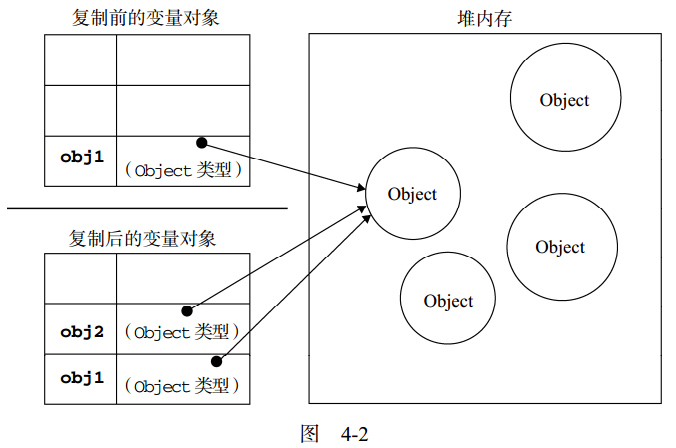 复制前的变量对象
堆内存
Object
obj1
(Object 类型)
Object
复制后的变量对象
Object
Object
obj2
(Object 类型)
obj1
(Object 类型)
图 4-2